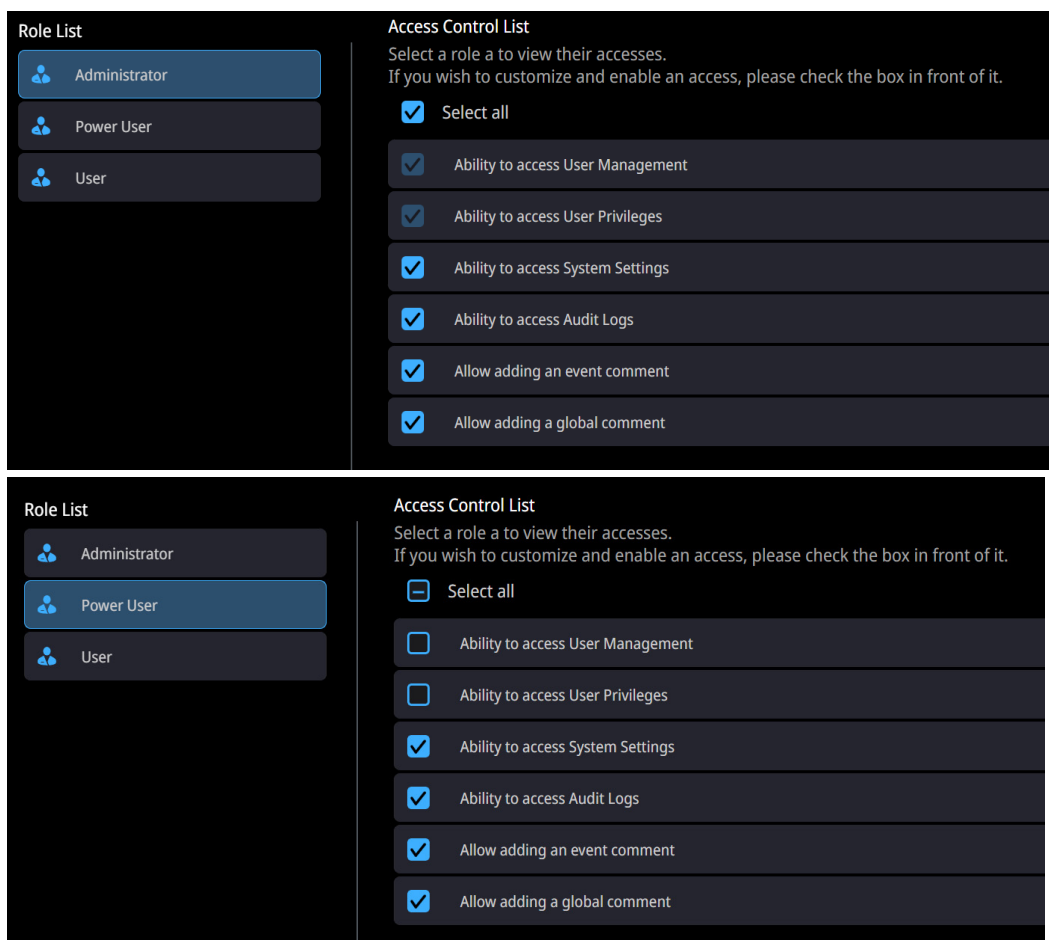 Role List
Administrator
Power User
User
Access Control List
Select a role a to view their accesses.
If you wish to customize and enable an access, please check the box in front of it.
Select all
Ability to access User Management
Ability to access User Privileges
Ability to access System Settings
Ability to access Audit Logs
Allow adding an event comment
Allow adding a global comment
Role List
Administrator
Power User
User
Access Control List
Select a role a to view their accesses.
If you wish to customize and enable an access, please check the box in front of it.
Select all
Ability to access User Management
Ability to access User Privileges
Ability to access System Settings
Ability to access Audit Logs
Allow adding an event comment
Allow adding a global comment